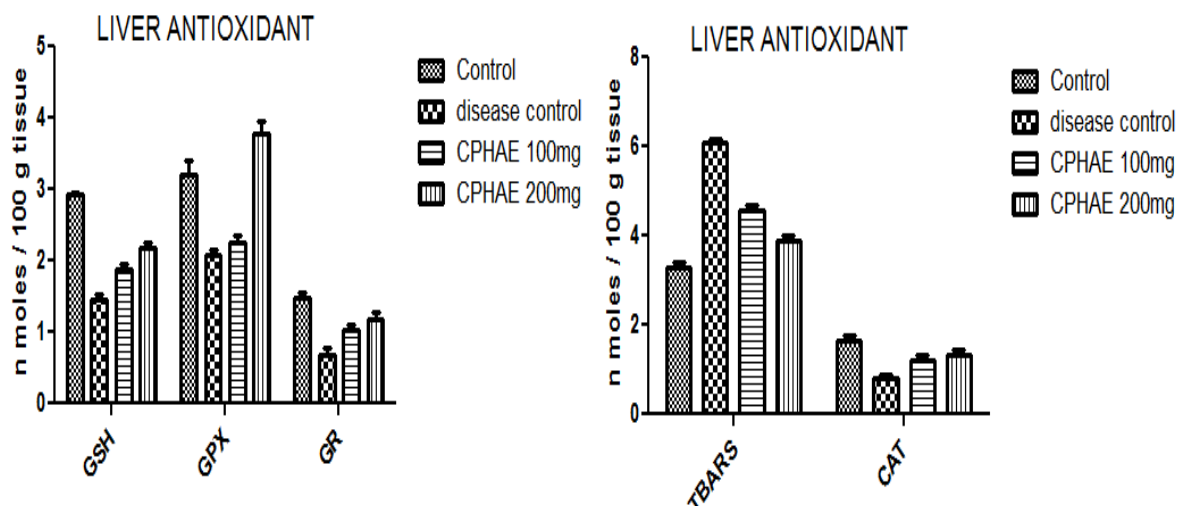 LIVER ANTIOXIDANT
n moles / 100 g tissue
5
4
3
2
1
0
GSH
GPX
GR
Control
disease control
CPHAE 100mg
CPHAE 200mg
LIVER ANTIOXIDANT
n moles / 100 g tissue
8
6
4
2
0
TBARS
CAT
Control
disease control
CPHAE 100mg
CPHAE 200mg